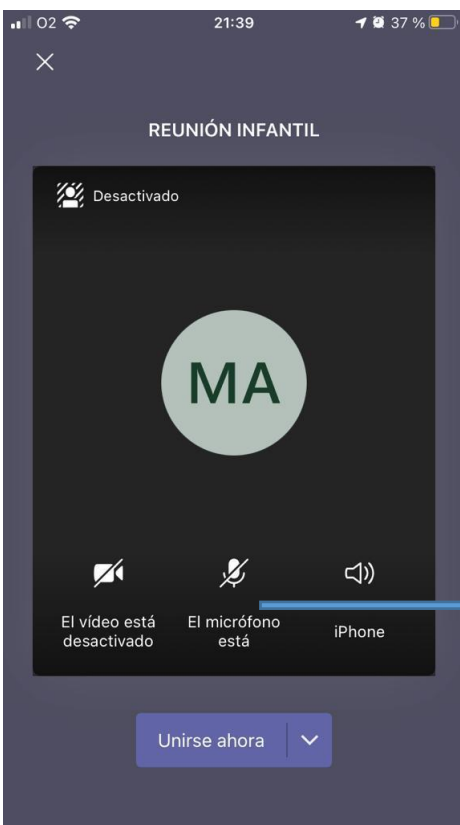 O2
21:39
37 %
REUNIÓN INFANTIL
Desactivado
MA
El vídeo está
desactivado
El micrófono
está
iPhone
Unirse ahora